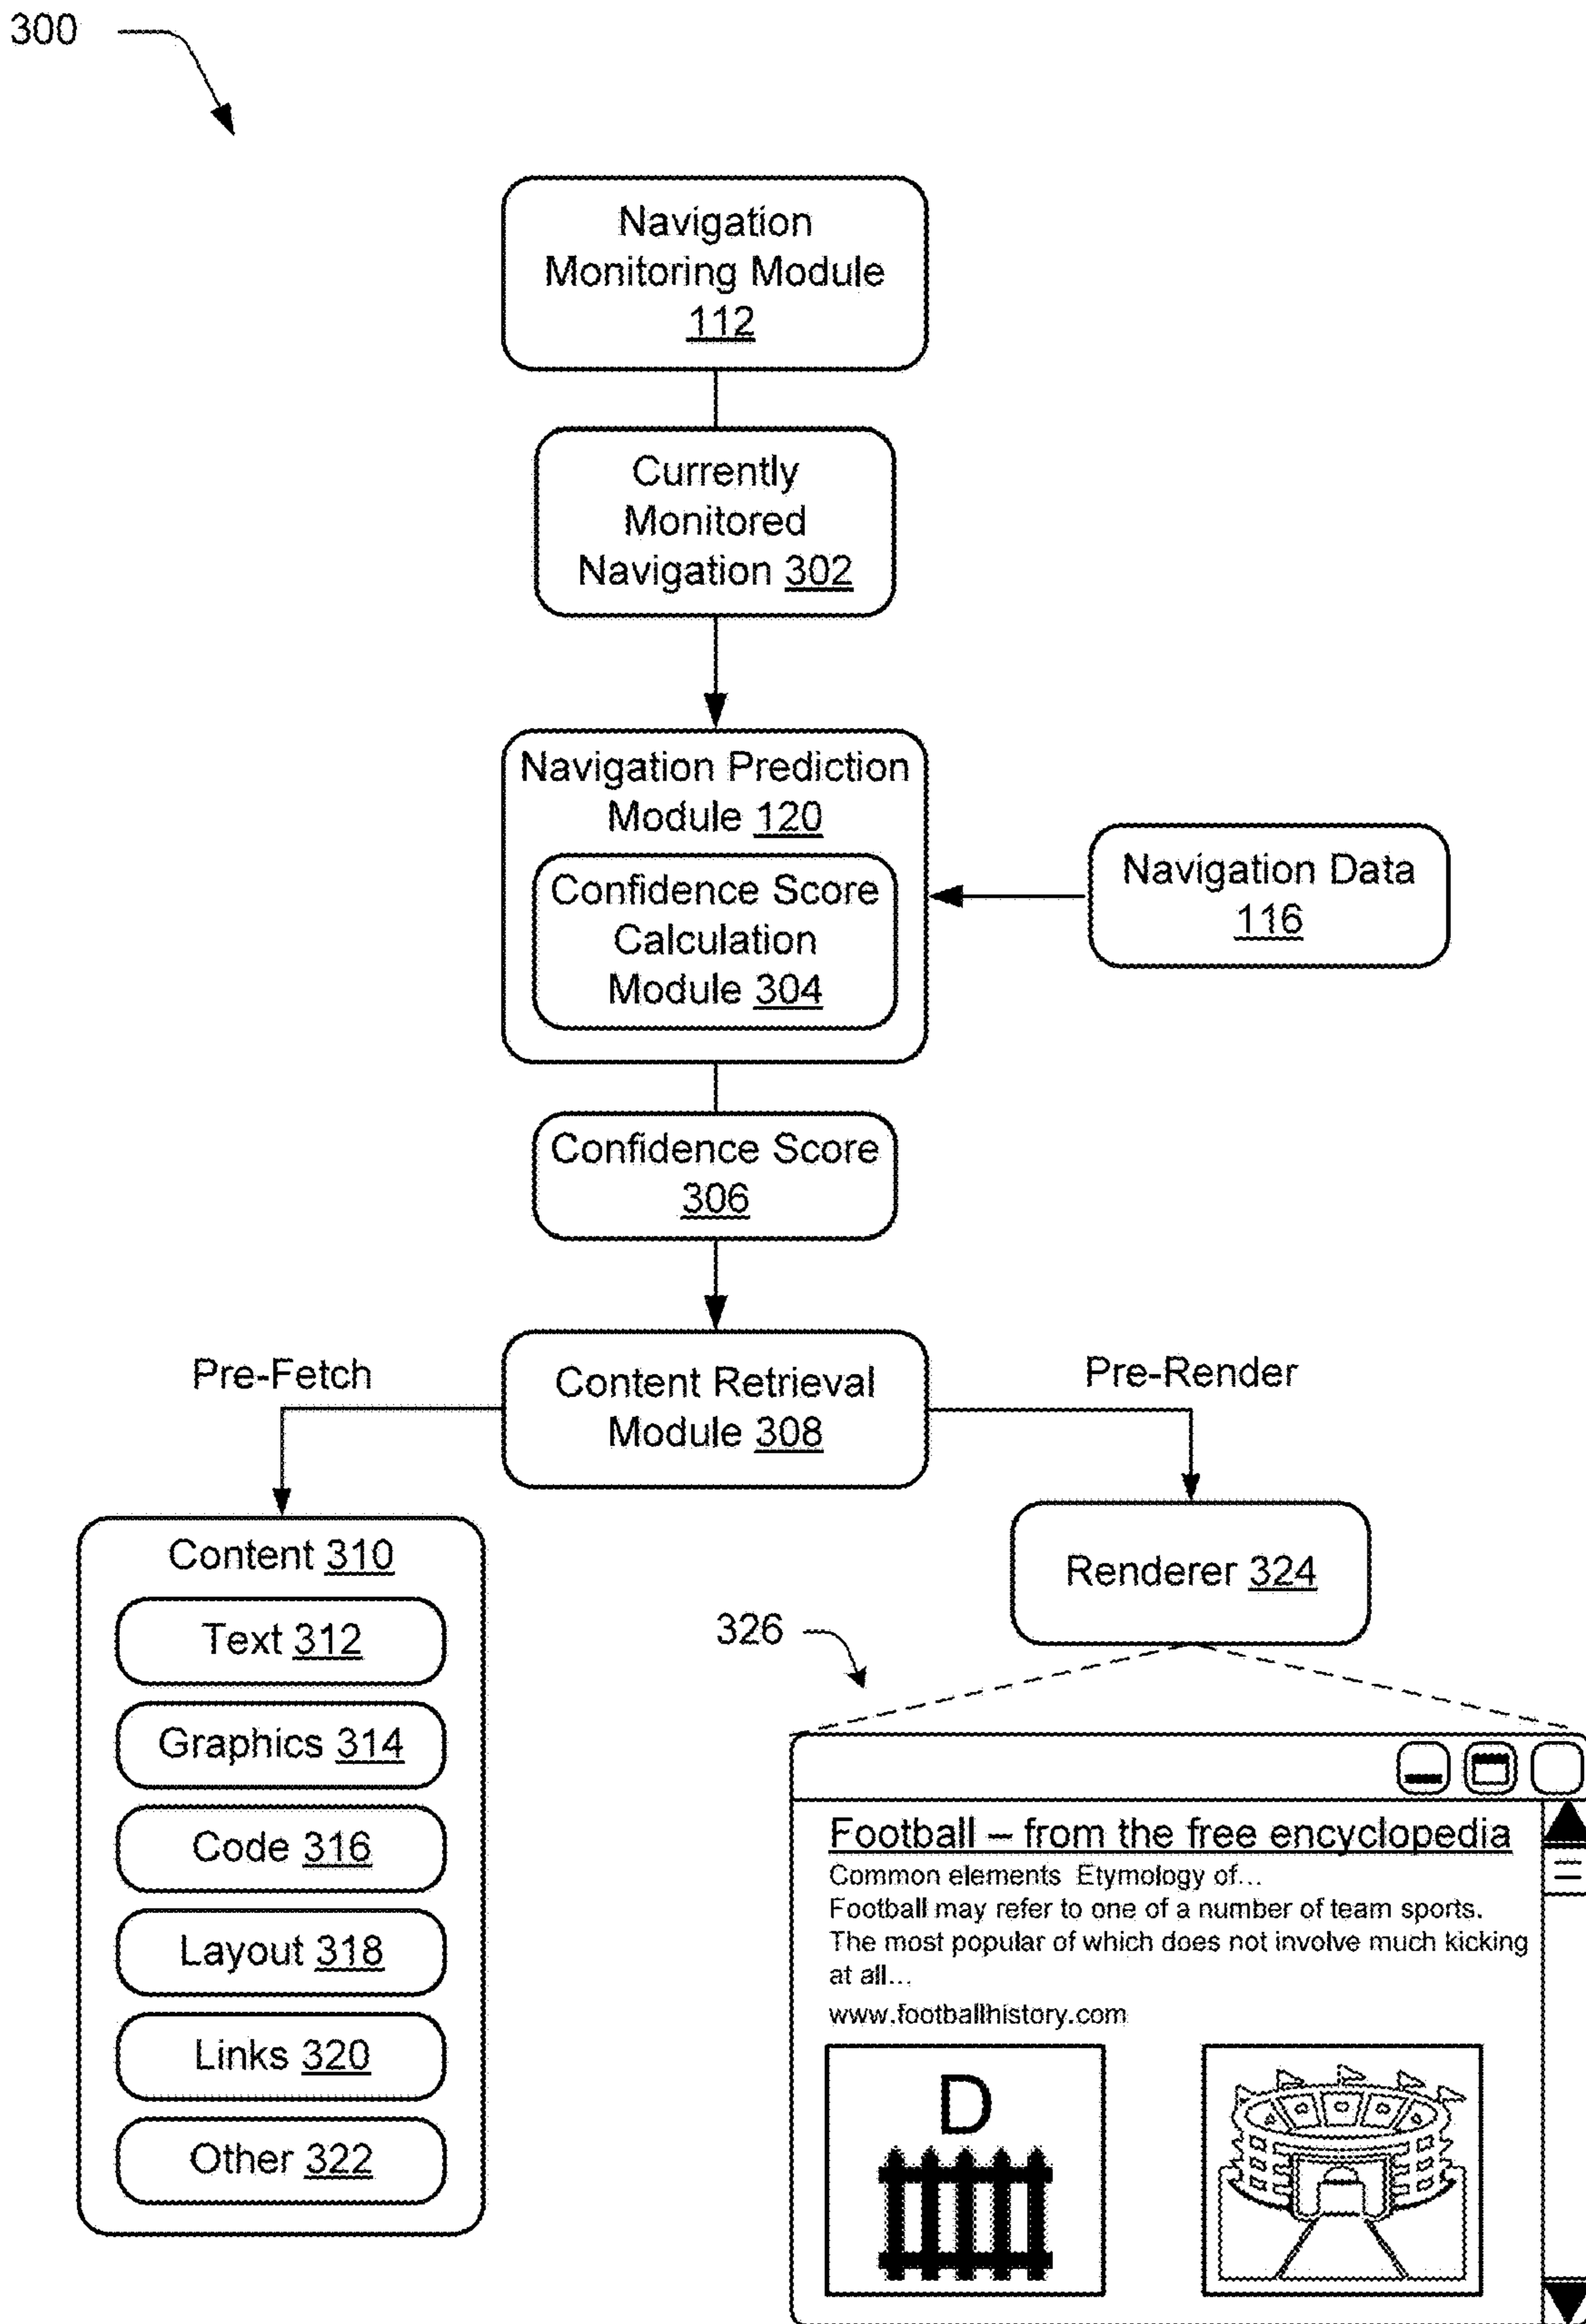 300
Navigation
Monitoring Module
112
Currently
Monitored
Navigation 302
Navigation Prediction
Module 120
Confidence Score
Calculation
Module 304
Navigation Data
116
Confidence Score
306
Pre-Fetch
Content Retrieval
Module 308
Pre-Render
Content 310
Text 312
Graphics 314
Code 316
Layout 318
Links 320
Other 322
Renderer 324
326
Football – from the free encyclopedia
Common elements Etymology of...
Football may refer to one of a number of team sports.
The most popular of which does not involve much kicking
at all...
www.footballhistory.com
D